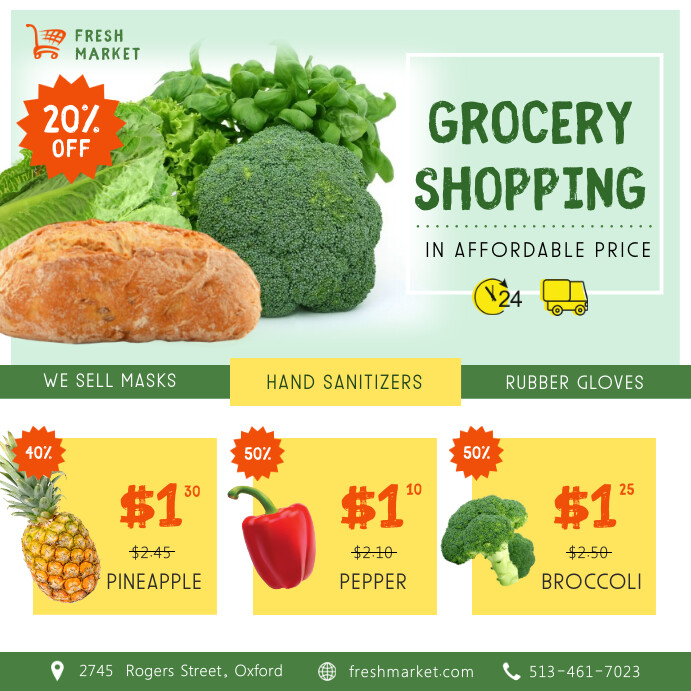 FRESH
MARKET
20%
OFF
GROCERY
SHOPPING
IN AFFORDABLE PRICE
24
WE SELL MASKS
HAND SANITIZERS
RUBBER GLOVES
40%
$1 30
$2.45
PINEAPPLE
50%
$1 10
$2.10
PEPPER
50%
$1 25
$2.50
BROCCOLI
2745 Rogers Street, Oxford
freshmarket.com
513-461-7023